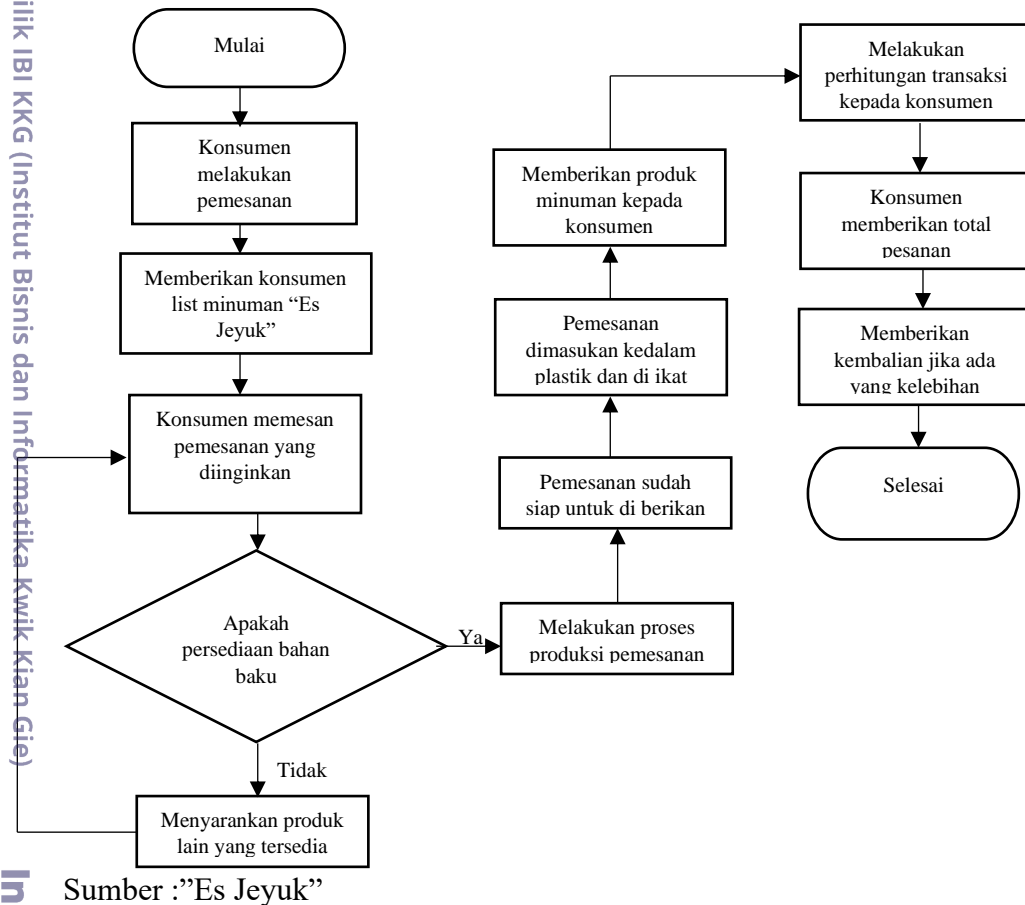 Mulai
Konsumen
melakukan
pemesanan
Memberikan konsumen
list minuman “Es
Jeyuk”
Konsumen memesan
pemesanan yang
diinginkan
Apakah
persediaan bahan
baku
Ya
Tidak
Menyarankan produk
lain yang tersedia
Melakukan proses
produksi pemesanan
Pemesanan sudah
siap untuk di berikan
Pemesanan
dimasukan kedalam
plastik dan di ikat
Memberikan produk
minuman kepada
konsumen
Melakukan
perhitungan transaksi
kepada konsumen
Konsumen
memberikan total
pesanan
Memberikan
kembalian jika ada
yang kelebihan
Selesai
Sumber :”Es Jeyuk”
IBI KKG (Institut Bisnis dan Informatika Kwik Kian Gie)